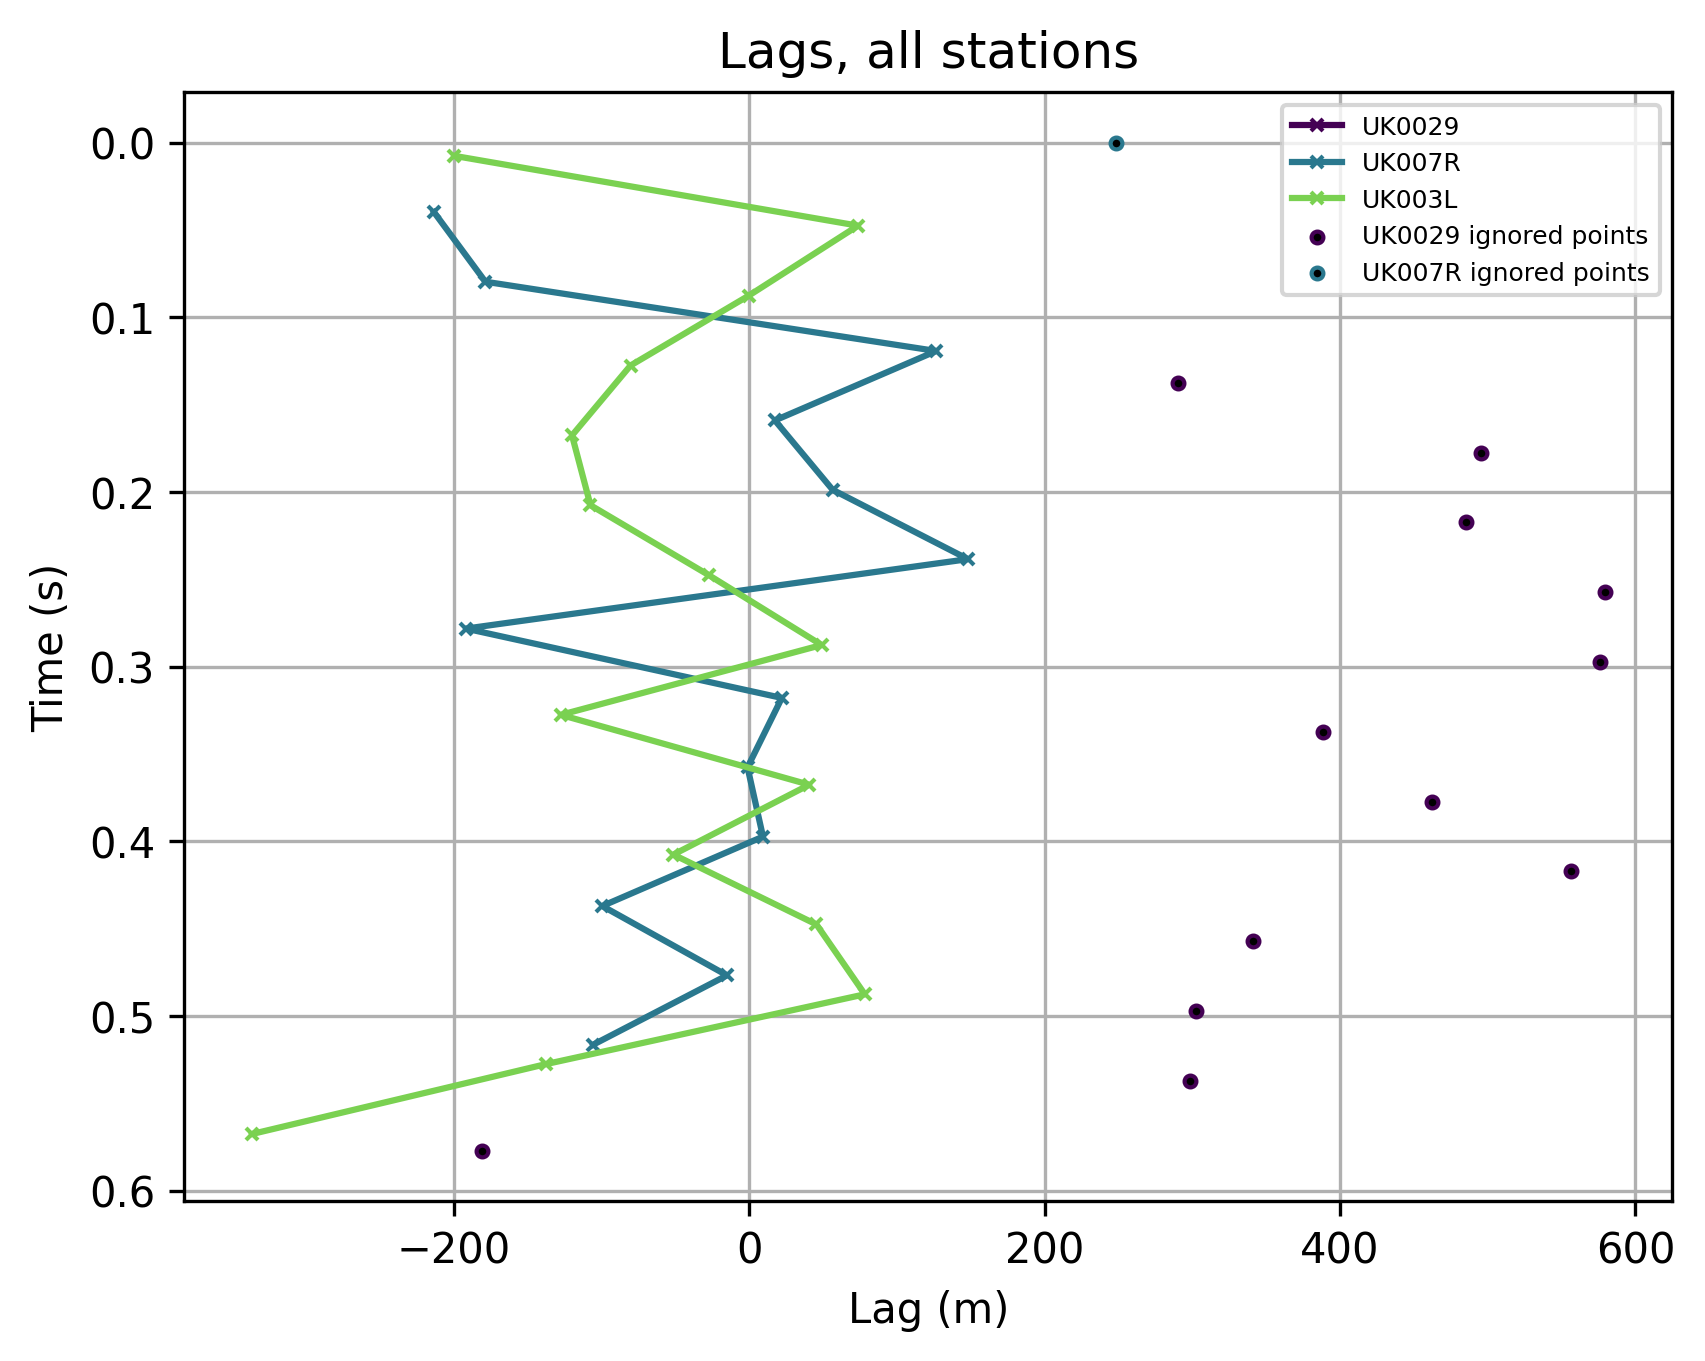 Lags, all stations
UK0029
UK007R
UK003L
UK0029 ignored points
UK007R ignored points
Time (s)
0.0
0.1
0.2
0.3
0.4
0.5
0.6
−200
0
200
400
600
Lag (m)